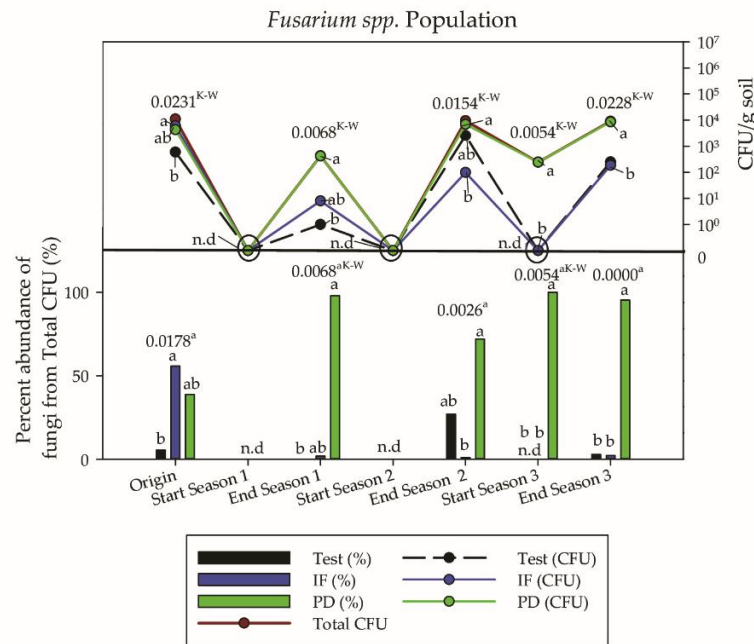 Fusarium spp. Population
10⁷
10⁶
10⁵
10⁴
10³
10²
10¹
10⁰
0
CFU/g soil
0.0231ᴷ⁻ᵂ
a
ab
b
n.d
0.0068ᴷ⁻ᵂ
a
ab
b
n.d
0.0154ᴷ⁻ᵂ
a
ab
b
0.0054ᴷ⁻ᵂ
a
b
n.d
0.0228ᴷ⁻ᵂ
a
b
Percent abundance of
fungi from Total CFU (%)
100
50
0
0.0178ᵃ
b
a
ab
n.d
0.0068ᵃᴷ⁻ᵂ
b ab
a
n.d
0.0026ᵃ
ab
b
a
0.0054ᵃᴷ⁻ᵂ
b b
n.d
a
0.0000ᵃ
b b
a
Origin
Start Season 1
End Season 1
Start Season 2
End Season 2
Start Season 3
End Season 3
Test (%) Test (CFU)
IF (%) IF (CFU)
PD (%) PD (CFU)
Total CFU